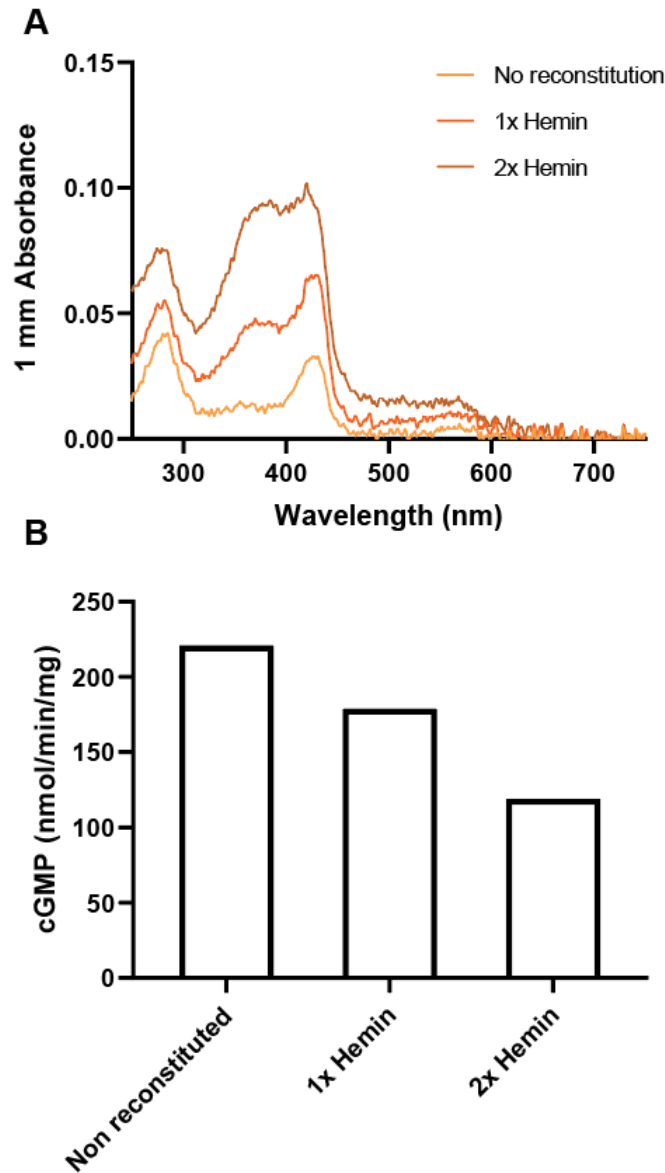 A
1 mm Absorbance
0.15
0.10
0.05
0.00
No reconstitution
1x Hemin
2x Hemin
300 400 500 600 700
Wavelength (nm)
B
cGMP (nmol/min/mg)
250
200
150
100
50
0
Non reconstituted
1x Hemin
2x Hemin